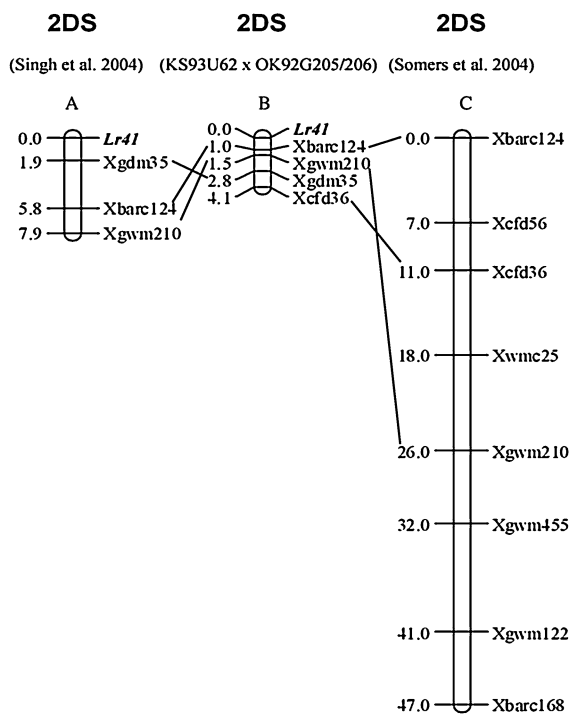 2DS 2DS 2DS
(Singh et al. 2004) (KS93U62 x OK92G205/206) (Somers et al. 2004)
A B C
0.0 Lr41
1.9 Xgdm35
5.8 Xbarc124
7.9 Xgwm210
0.0 Lr41
1.0 Xbarc124
1.5 Xgwm210
2.8 Xgdm35
4.1 Xcfd36
0.0 Xbarc124
7.0 Xcfd56
11.0 Xcfd36
18.0 Xwmc25
26.0 Xgwm210
32.0 Xgwm455
41.0 Xgwm122
47.0 Xbarc168